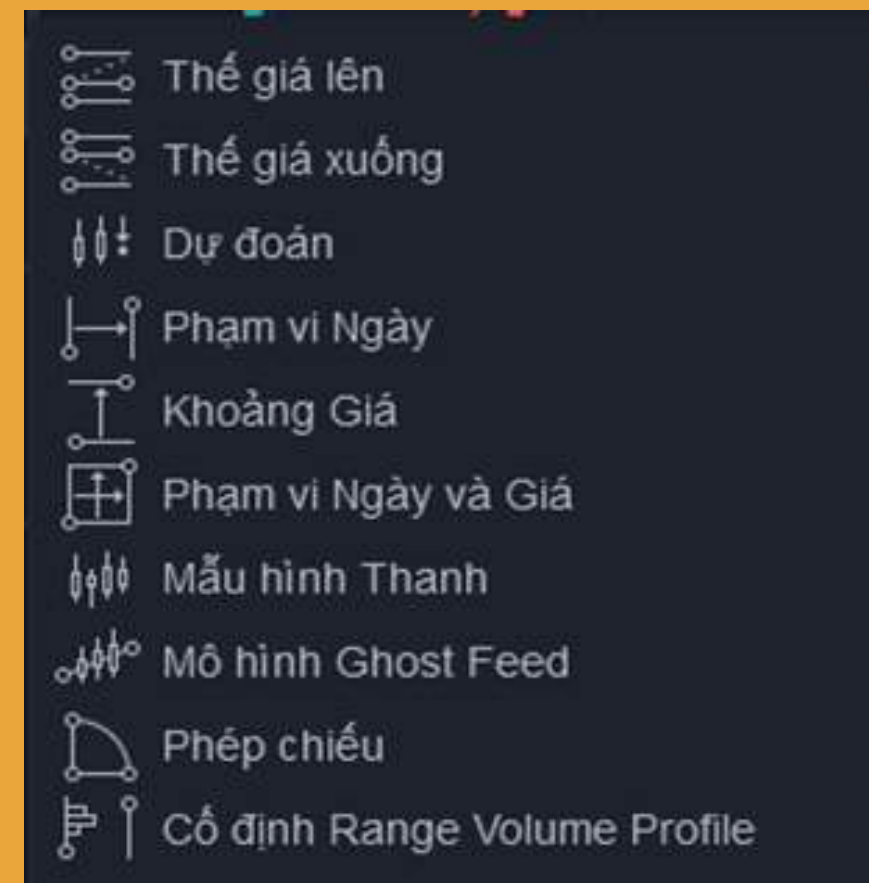 Thế giá lên
Thế giá xuống
Dự đoán
Phạm vi Ngày
Khoảng Giá
Phạm vi Ngày và Giá
Mẫu hình Thanh
Mô hình Ghost Feed
Phép chiếu
Cố định Range Volume Profile